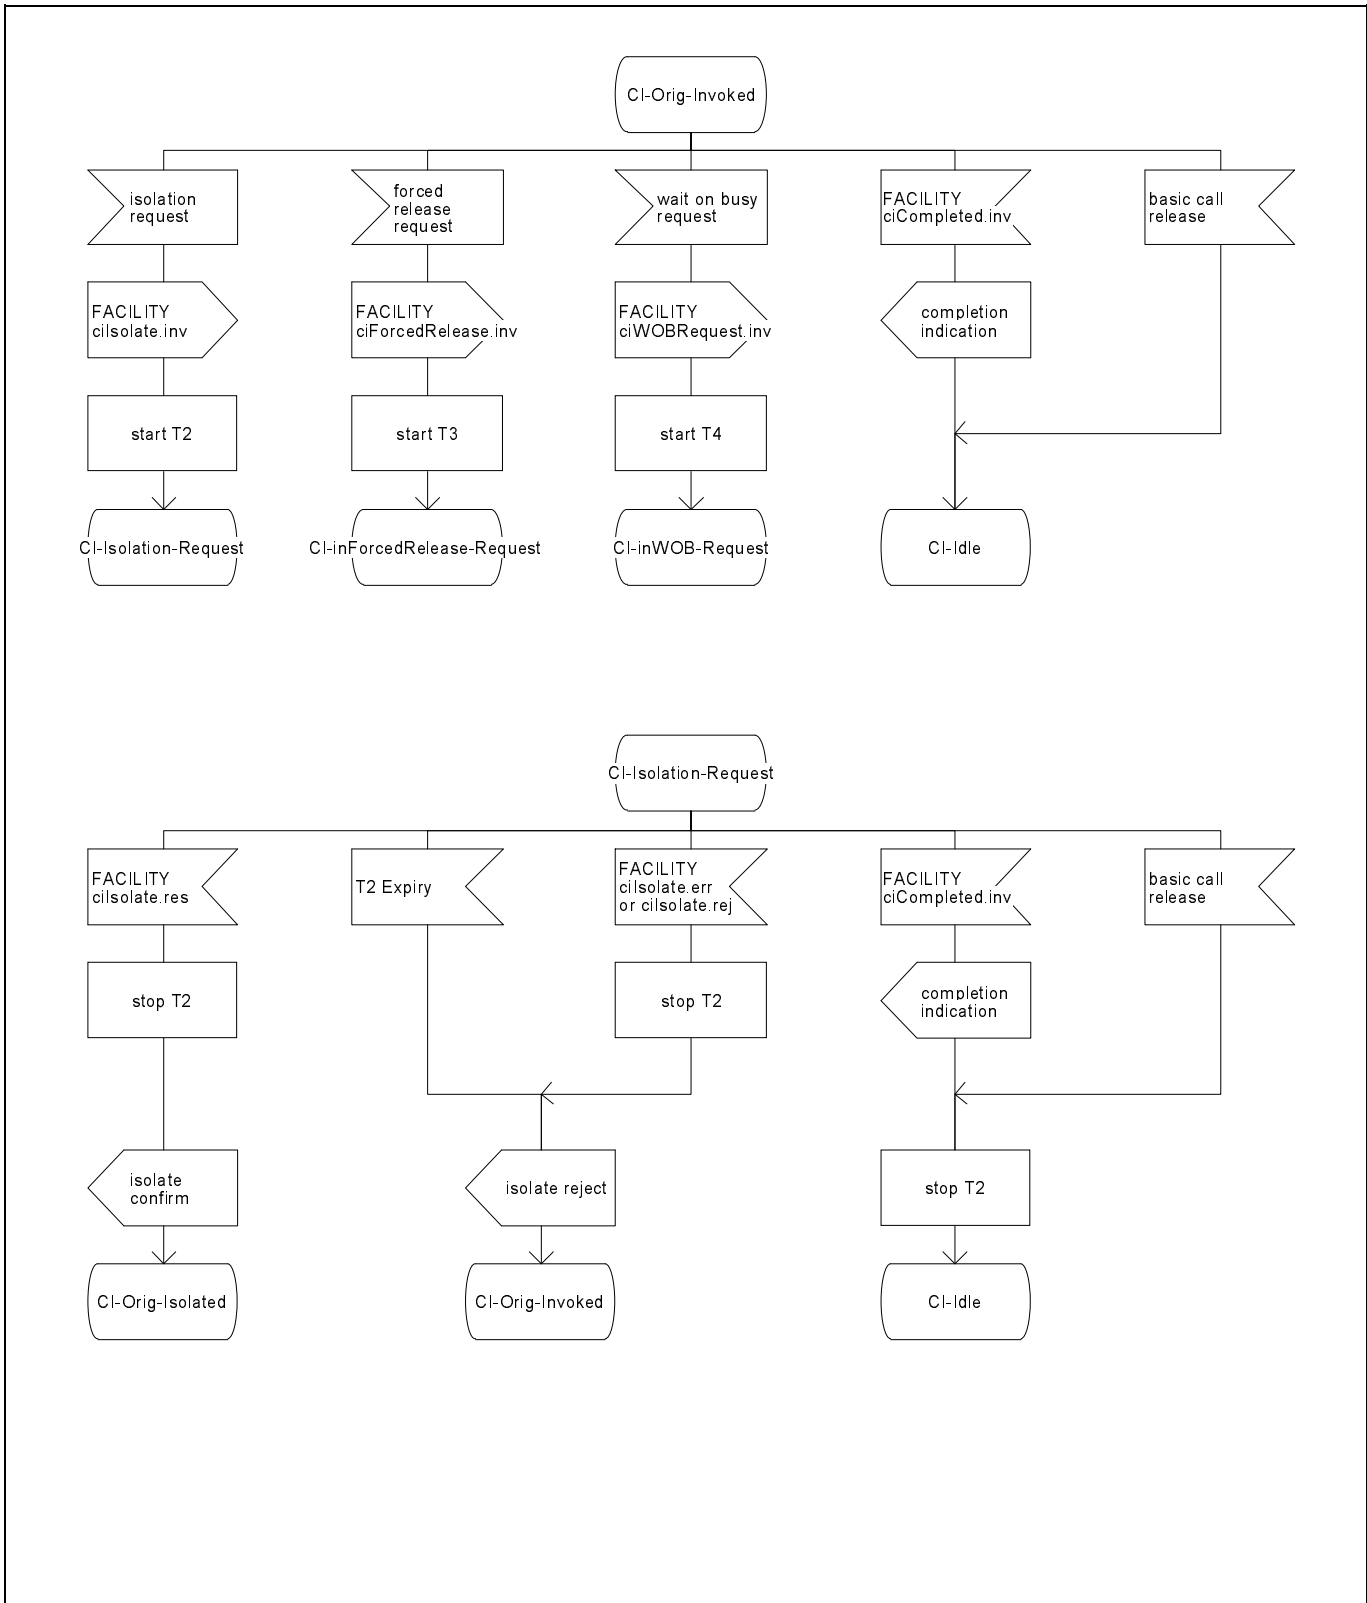 CI-Orig-Invoked
isolation
request
forced
release
request
wait on busy
request
FACILITY
ciCompleted.inv
basic call
release
FACILITY
ciIsolate.inv
FACILITY
ciForcedRelease.inv
FACILITY
ciWOBRequest.inv
completion
indication
start T2
start T3
start T4
CI-Isolation-Request
CI-inForcedRelease-Request
CI-inWOB-Request
CI-Idle
CI-Isolation-Request
FACILITY
ciIsolate.res
T2 Expiry
FACILITY
ciIsolate.err
or ciIsolate.rej
FACILITY
ciCompleted.inv
basic call
release
stop T2
stop T2
completion
indication
isolate
confirm
isolate reject
stop T2
CI-Orig-Isolated
CI-Orig-Invoked
CI-Idle